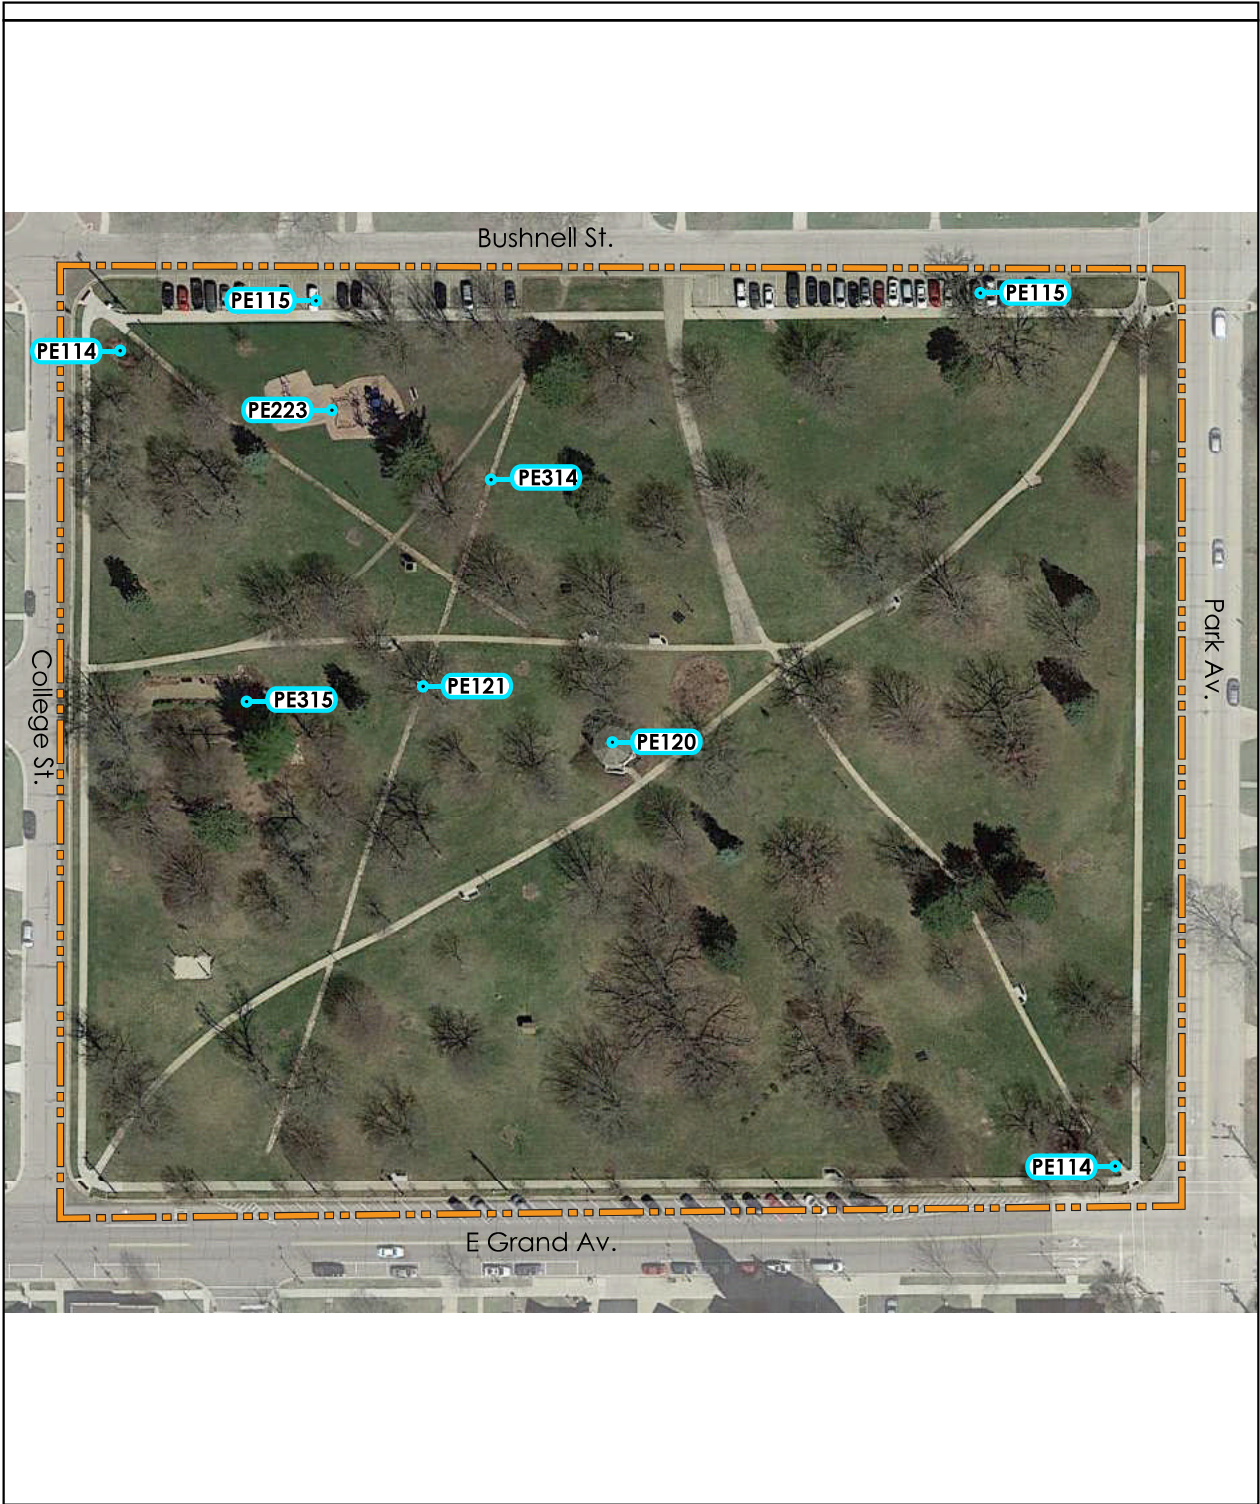 Bushnell St.
PE115
PE115
PE114
PE223
PE314
Park Av.
College St.
PE315
PE121
PE120
PE114
E Grand Av.